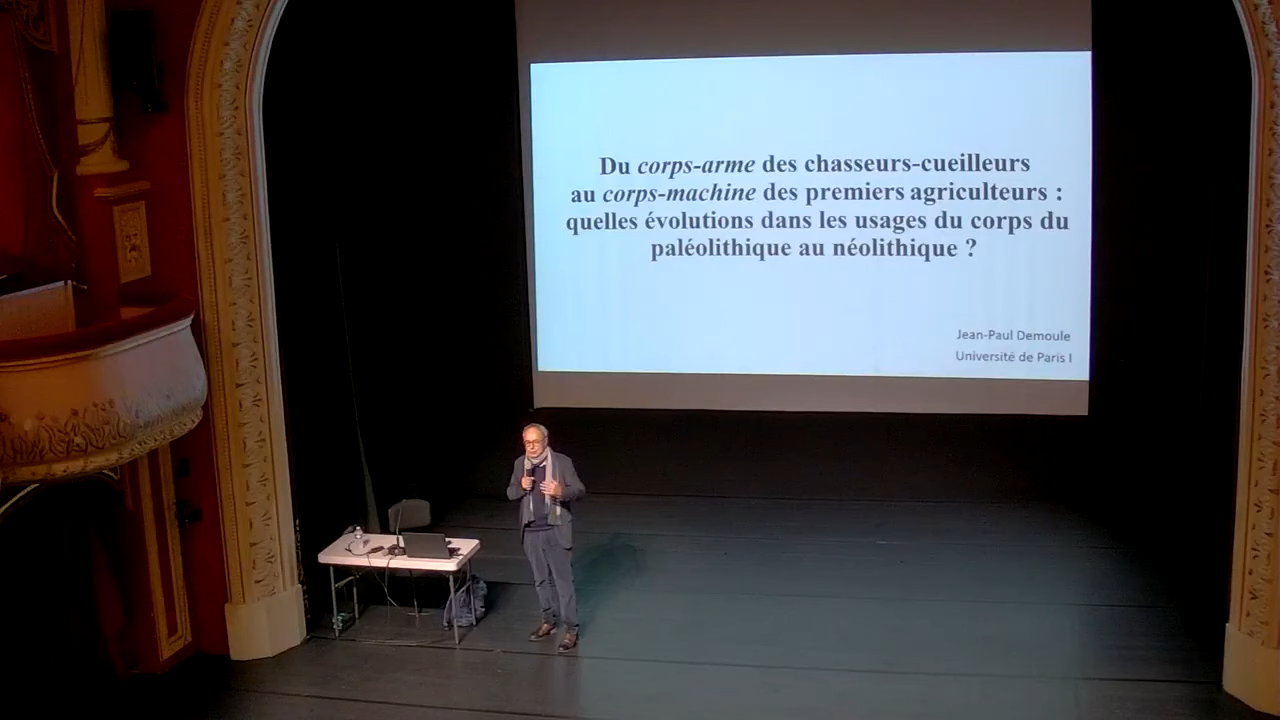 Du corps-arme des chasseurs-cueilleurs
au corps-machine des premiers agriculteurs :
quelles évolutions dans les usages du corps du
paléolithique au néolithique ?
Jean-Paul Demoule
Université de Paris I